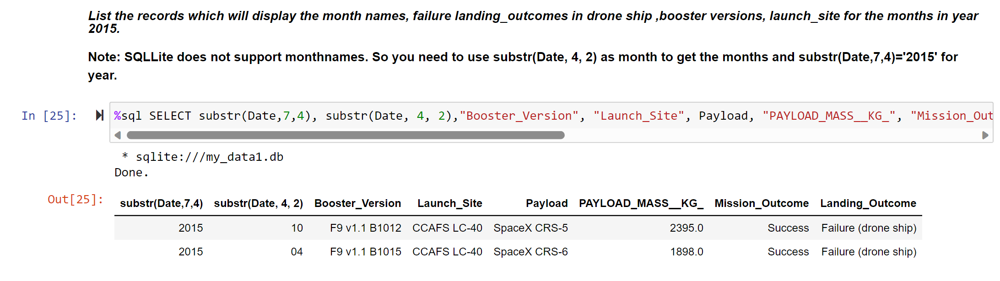 List the records which will display the month names, failure landing_outcomes in drone ship ,booster versions, launch_site for the months in year
2015.
Note: SQLLite does not support monthnames. So you need to use substr(Date, 4, 2) as month to get the months and substr(Date,7,4)='2015' for
year.
In [25]: %sql SELECT substr(Date,7,4), substr(Date, 4, 2),"Booster_Version", "Launch_Site", Payload, "PAYLOAD_MASS__KG_", "Mission_Out
* sqlite:///my_data1.db
Done.
Out[25]:
substr(Date,7,4) substr(Date, 4, 2) Booster_Version Launch_Site Payload PAYLOAD_MASS__KG_ Mission_Outcome Landing_Outcome
2015 10 F9 v1.1 B1012 CCAFS LC-40 SpaceX CRS-5 2395.0 Success Failure (drone ship)
2015 04 F9 v1.1 B1015 CCAFS LC-40 SpaceX CRS-6 1898.0 Success Failure (drone ship)